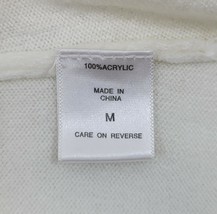 100%ACRYLIC
MADE IN
CHINA
M
CARE ON REVERSE